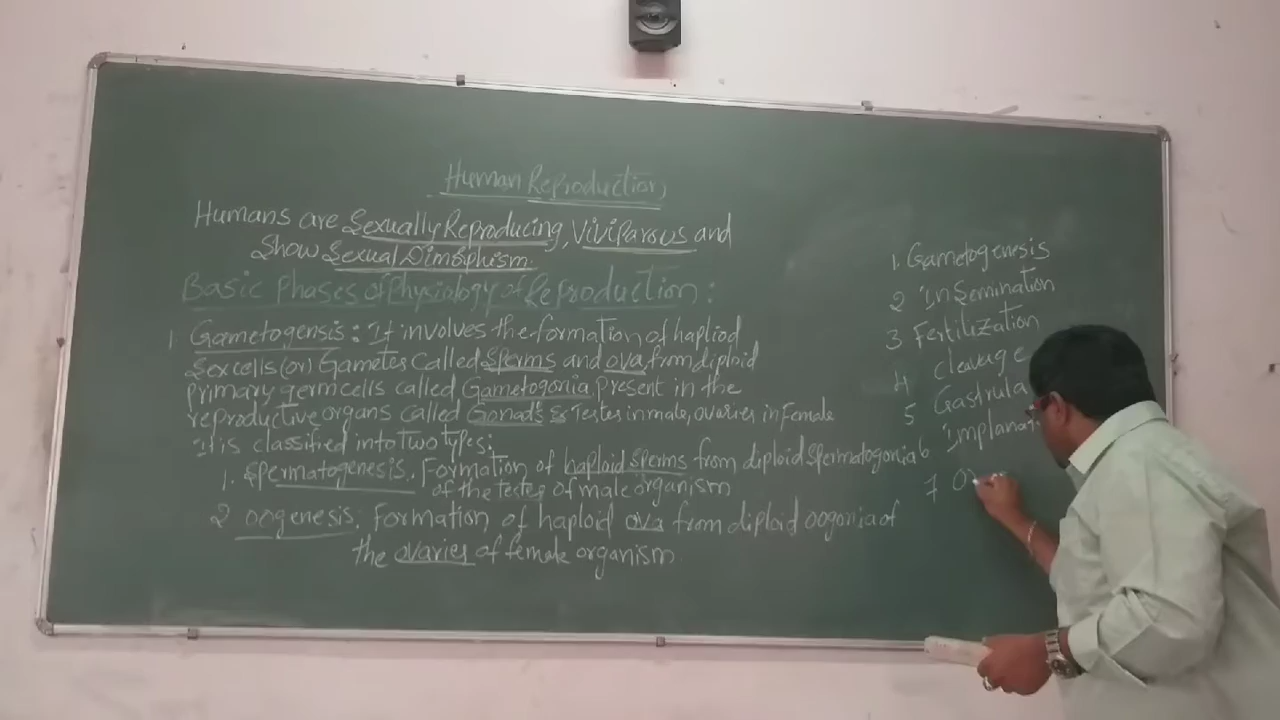 Human Reproduction,
Humans are Sexually Reproducing, Viviparous and
Show Sexual Dimorphism.
Basic Phases of Physiology of Reproduction:
1 Gametogensis: It involves the formation of hapliod
Sex cells (or) Gametes Called Sperms and ova, from diploid
primary germ cells called Gametogonia present in the
reproductive organs called Gonads Testes in male, ovaries in Female
It is classified into Two types;
1. Spermatogenesis. Formation of haploid sperms from diploid Spermatogonia
of the testes of male organism
2 oogenesis: Formation of haploid ova from diploid oogonia of
the ovaries of female organism
1. Gametogenesis
2 Insemination
3 Fertilization
4 cleavage
5 Gastrula
6 Implanat
7 O